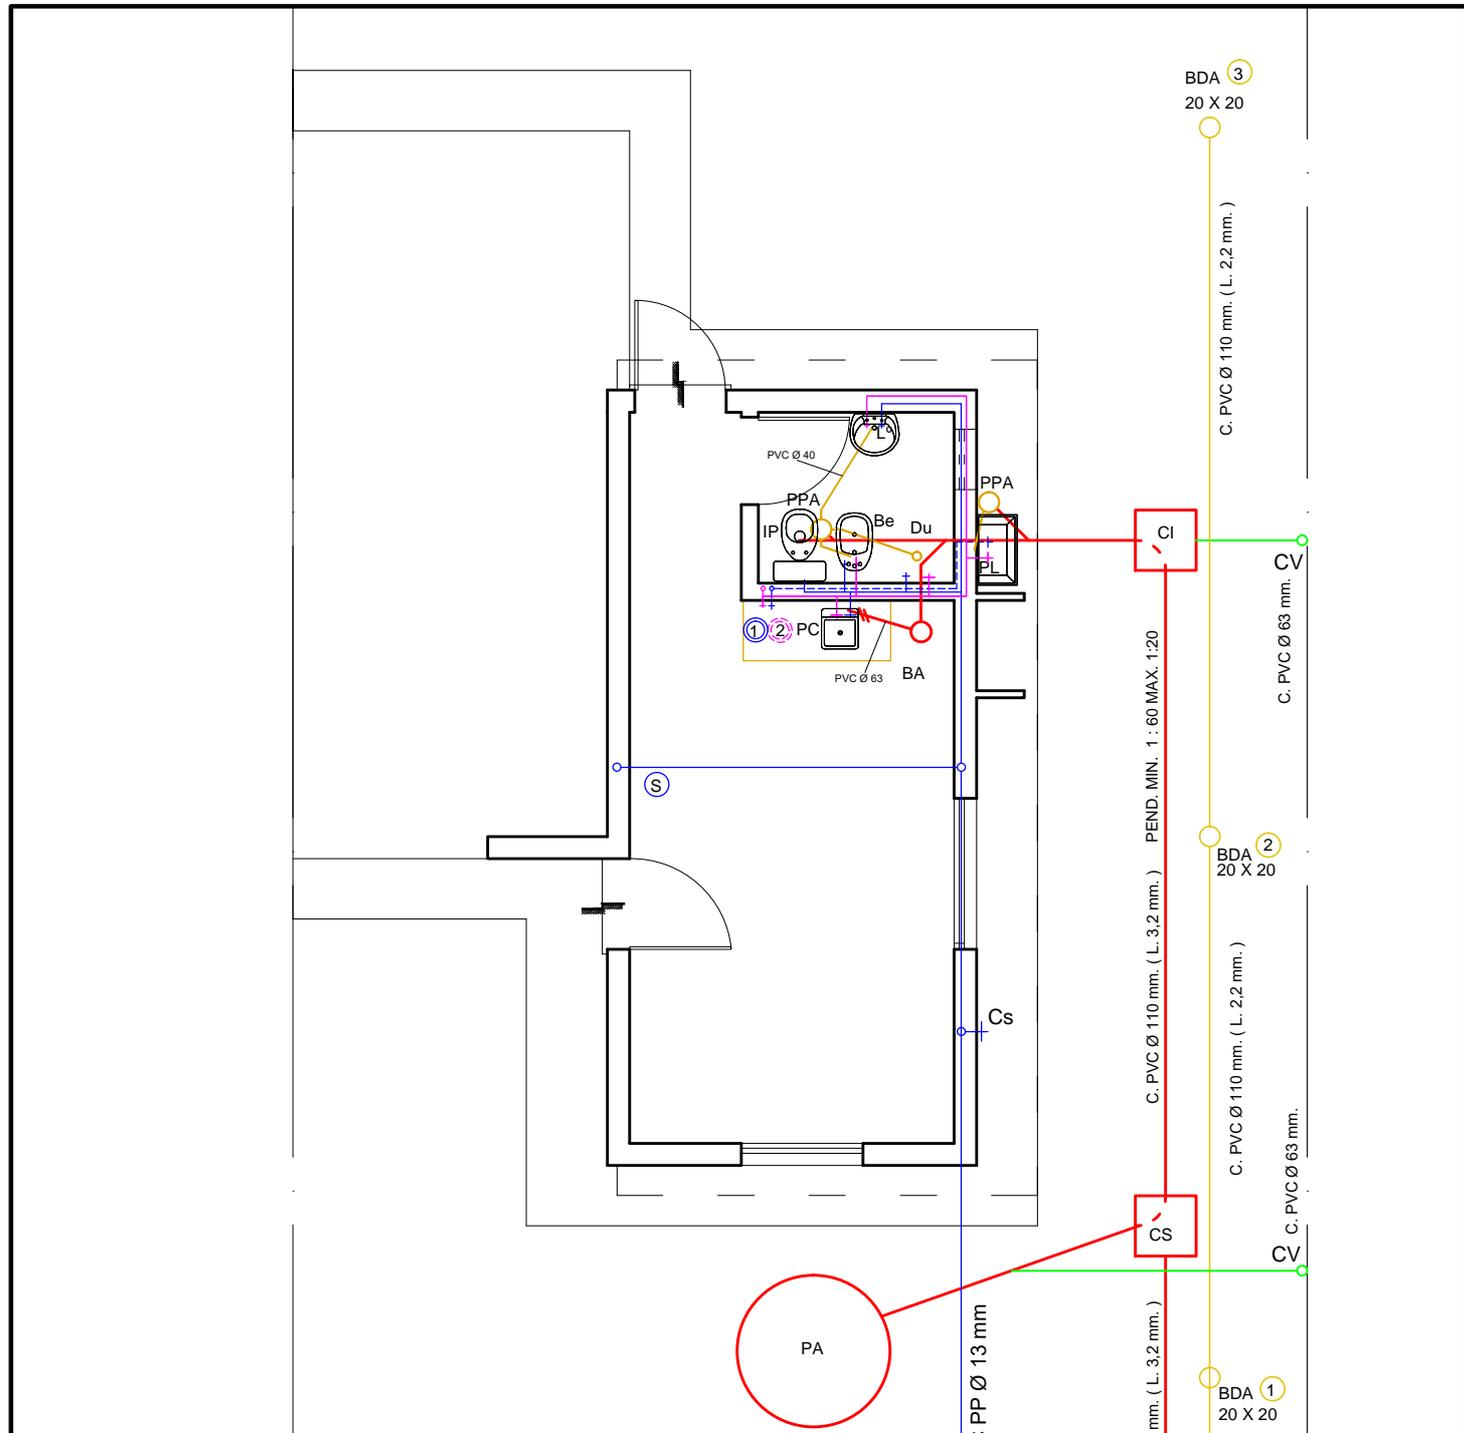 BDA 3
20 X 20
C. PVC Ø 110 mm. ( L. 2,2 mm. )
L
PVC Ø 40
PPA
PPA
IP
Be
Du
CI
CV
PL
C. PVC Ø 63 mm.
1
2
PC
PVC Ø 63
BA
PEND. MIN. 1 : 60 MAX. 1:20
S
BDA 2
20 X 20
C. PVC Ø 110 mm. ( L. 3,2 mm. )
C. PVC Ø 110 mm. ( L. 2,2 mm. )
Cs
C. PVC Ø 63 mm.
CS
CV
PA
PP Ø 13 mm
mm. ( L. 3,2 mm. )
BDA 1
20 X 20